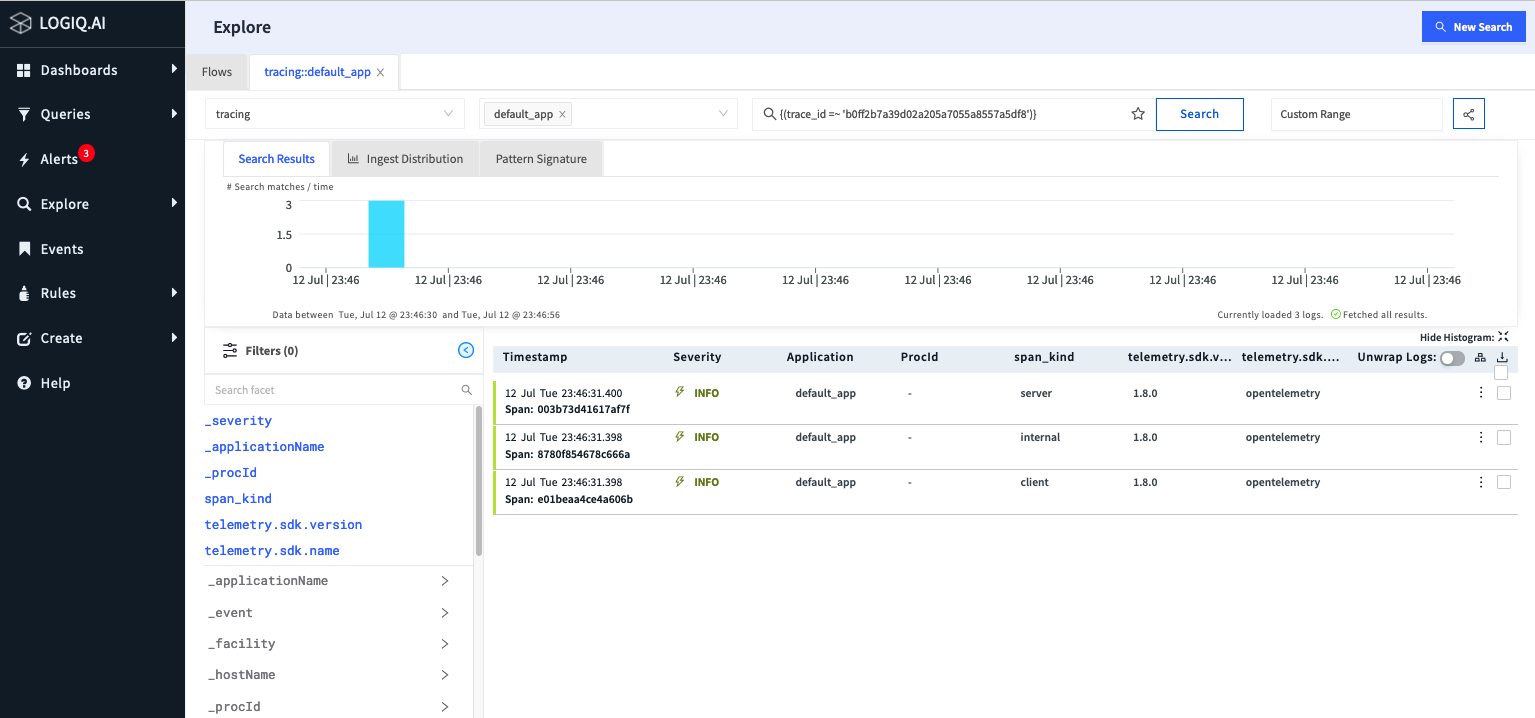 LOGIQ.AI
Explore
New Search
Dashboards
Queries
Alerts 3
Explore
Events
Rules
Create
Help
Flows
tracing::default_app
tracing
default_app
{{trace_id =~ 'b0ff2b7a39d02a205a7055a8557a5df8')}
Search
Custom Range
Search Results
Ingest Distribution
Pattern Signature
# Search matches / time
3
1.5
0
12 Jul | 23:46 12 Jul | 23:46 12 Jul | 23:46 12 Jul | 23:46 12 Jul | 23:46 12 Jul | 23:46 12 Jul | 23:46 12 Jul | 23:46 12 Jul | 23:46 12 Jul | 23:46
Data between Tue, Jul 12 @ 23:46:30 and Tue, Jul 12 @ 23:46:56
Currently loaded 3 logs. Fetched all results.
Hide Histogram:
Filters (0)
Search facet
_severity
_applicationName
_procId
span_kind
telemetry.sdk.version
telemetry.sdk.name
_applicationName
_event
_facility
_hostName
_procId
Timestamp Severity Application ProcId span_kind telemetry.sdk.v... telemetry.sdk.... Unwrap Logs:
12 Jul Tue 23:46:31.400 INFO default_app - server 1.8.0 opentelemetry
Span: 003b73d41617af7f
12 Jul Tue 23:46:31.398 INFO default_app - internal 1.8.0 opentelemetry
Span: 8780f854678c666a
12 Jul Tue 23:46:31.398 INFO default_app - client 1.8.0 opentelemetry
Span: e01beaa4ce4a606b